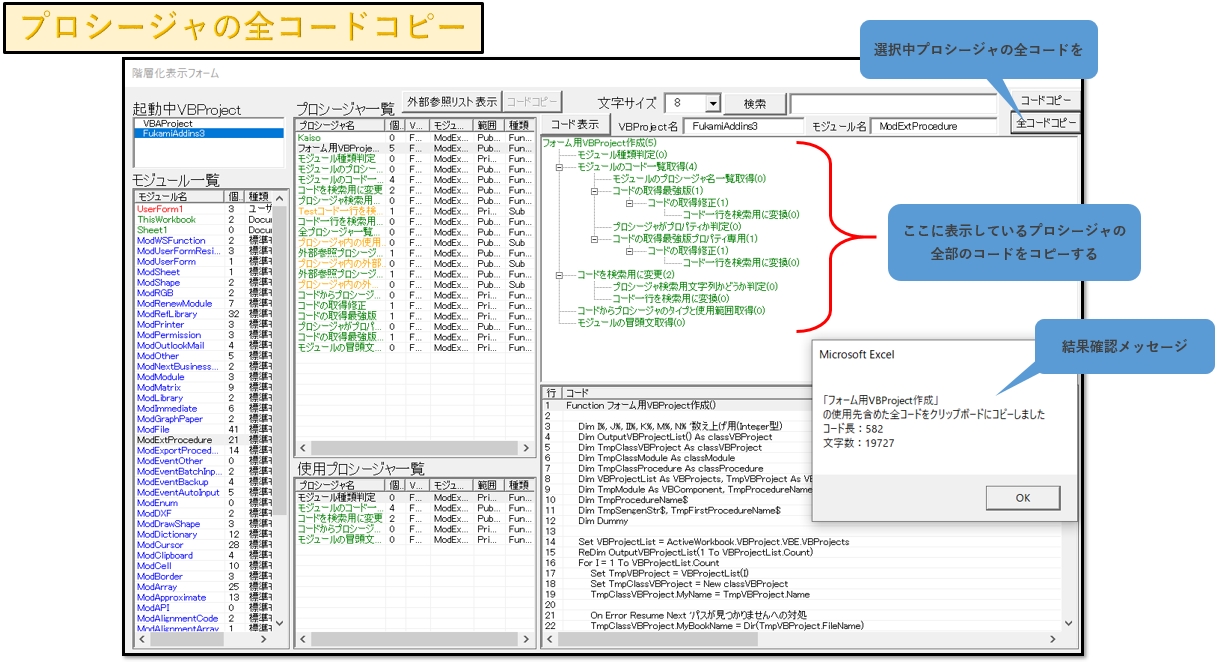 プロシージャの全コードコピー
選択中プロシージャの全コードを
階層化表示フォーム
起動中VBProject
VBAProject
FukamiAddins3
モジュール一覧
モジュール名 個 種類
UserForm1 3 ユーザ
ThisWorkbook 2 Docur
Sheet1 0 Docur
ModWSFunction 2 標準モ
ModUserFormResi... 3 標準モ
ModUserForm 1 標準モ
ModSheet 1 標準モ
ModShape 2 標準モ
ModRGB 2 標準モ
ModRenewModule 7 標準モ
ModRefLibrary 32 標準モ
ModPrinter 3 標準モ
ModPermission 3 標準モ
ModOutlookMail 4 標準モ
ModOther 5 標準モ
ModNextBusiness... 2 標準モ
ModModule 3 標準モ
ModMatrix 9 標準モ
ModLibrary 2 標準モ
ModImmediate 6 標準モ
ModGraphPaper 2 標準モ
ModFile 41 標準モ
ModExtProcedure 21 標準モ
ModExportProced... 14 標準モ
ModEventOther 0 標準モ
ModEventBatchInp... 2 標準モ
ModEventBackup 4 標準モ
ModEventAutoInput 5 標準モ
ModEnum 0 標準モ
ModDXF 2 標準モ
ModDrawShape 3 標準モ
ModDictionary 12 標準モ
ModCursor 28 標準モ
ModClipboard 4 標準モ
ModCell 10 標準モ
ModBorder 3 標準モ
ModArray 25 標準モ
ModApproximate 13 標準モ
ModAPI 0 標準モ
ModAlignmentCode 2 標準モ
ModAlignmentArray 1 標準モ
プロシージャ一覧 外部参照リスト表示 コードコピー
プロシージャ名 個.. V... モジュ... 範囲 種類
Kaiso 0 F... ModEx... Pub... Fun...
フォーム用VBProje... 5 F... ModEx... Pub... Fun...
モジュール種類判定 0 F... ModEx... Pri... Fun...
モジュールのプロシー... 0 F... ModEx... Pub... Fun...
モジュールのコード一... 4 F... ModEx... Pub... Fun...
コードを検索用に変更 2 F... ModEx... Pub... Fun...
プロシージャ検索用... 0 F... ModEx... Pub... Fun...
Testコード一行を検... 1 F... ModEx... Pri... Sub
コード一行を検索用... 0 F... ModEx... Pub... Fun...
全プロシージャ一覧... 0 F... ModEx... Pub... Fun...
プロシージャ内の使用... 0 F... ModEx... Pub... Sub
外部参照プロシージ... 1 F... ModEx... Pub... Fun...
プロシージャ内の外部... 0 F... ModEx... Pub... Sub
外部参照プロシージ... 1 F... ModEx... Pub... Fun...
プロシージャ内の外... 0 F... ModEx... Pub... Sub
コードからプロシージ... 0 F... ModEx... Pri... Fun...
コードの取得修正 1 F... ModEx... Pri... Fun...
コードの取得最強版 1 F... ModEx... Pri... Fun...
プロシージャがプロパ... 0 F... ModEx... Pub... Fun...
コードの取得最強版... 1 F... ModEx... Pri... Fun...
モジュールの冒頭文... 0 F... ModEx... Pri... Fun...
使用プロシージャ一覧
プロシージャ名 個.. V... モジュ... 範囲 種類
モジュール種類判定 0 F... ModEx... Pri... Fun...
モジュールのコード一... 4 F... ModEx... Pub... Fun...
コードを検索用に変更 2 F... ModEx... Pub... Fun...
コードからプロシージ... 0 F... ModEx... Pri... Fun...
モジュールの冒頭文... 0 F... ModEx... Pri... Fun...
文字サイズ 8 検索 コードコピー
コード表示 VBProject名 FukamiAddins3 モジュール名 ModExtProcedure 全コードコピー
フォーム用VBProject作成(5)
モジュール種類判定(0)
モジュールのコード一覧取得(4)
モジュールのプロシージャ名一覧取得(0)
コードの取得最強版(1)
コードの取得修正(1)
コード一行を検索用に変換(0)
プロシージャがプロパティか判定(0)
コードの取得最強版プロパティ専用(1)
コードの取得修正(1)
コード一行を検索用に変換(0)
コードを検索用に変更(2)
プロシージャ検索用文字列かどうか判定(0)
コード一行を検索用に変換(0)
コードからプロシージャのタイプと使用範囲取得(0)
モジュールの冒頭文取得(0)
ここに表示しているプロシージャの
全部のコードをコピーする
結果確認メッセージ
Microsoft Excel
「フォーム用VBProject作成」
の使用先含めた全コードをクリップボードにコピーしました
コード長：582
文字数：19727
OK
行 コード
1 Function フォーム用VBProject作成()
2
3 Dim I%, J%, II%, K%, M%, N% '数え上げ用(Integer型)
4 Dim OutputVBProjectList() As classVBProject
5 Dim TmpClassVBProject As classVBProject
6 Dim TmpClassModule As classModule
7 Dim TmpClassProcedure As classProcedure
8 Dim VBProjectList As VBProjects, TmpVBProject As VB
9 Dim TmpModule As VBComponent, TmpProcedureName
10 Dim TmpProcedureName$
11 Dim TmpSengenStr$, TmpFirstProcedureName$
12 Dim Dummy
13
14 Set VBProjectList = ActiveWorkbook.VBProject.VBE.VBProjects
15 ReDim OutputVBProjectList(1 To VBProjectList.Count)
16 For I = 1 To VBProjectList.Count
17 Set TmpVBProject = VBProjectList(I)
18 Set TmpClassVBProject = New classVBProject
19 TmpClassVBProject.MyName = TmpVBProject.Name
20
21 On Error Resume Next 'パスが見つかりませんへの対処
22 TmpClassVBProject.MyBookName = Dir(TmpVBProject.FileName)